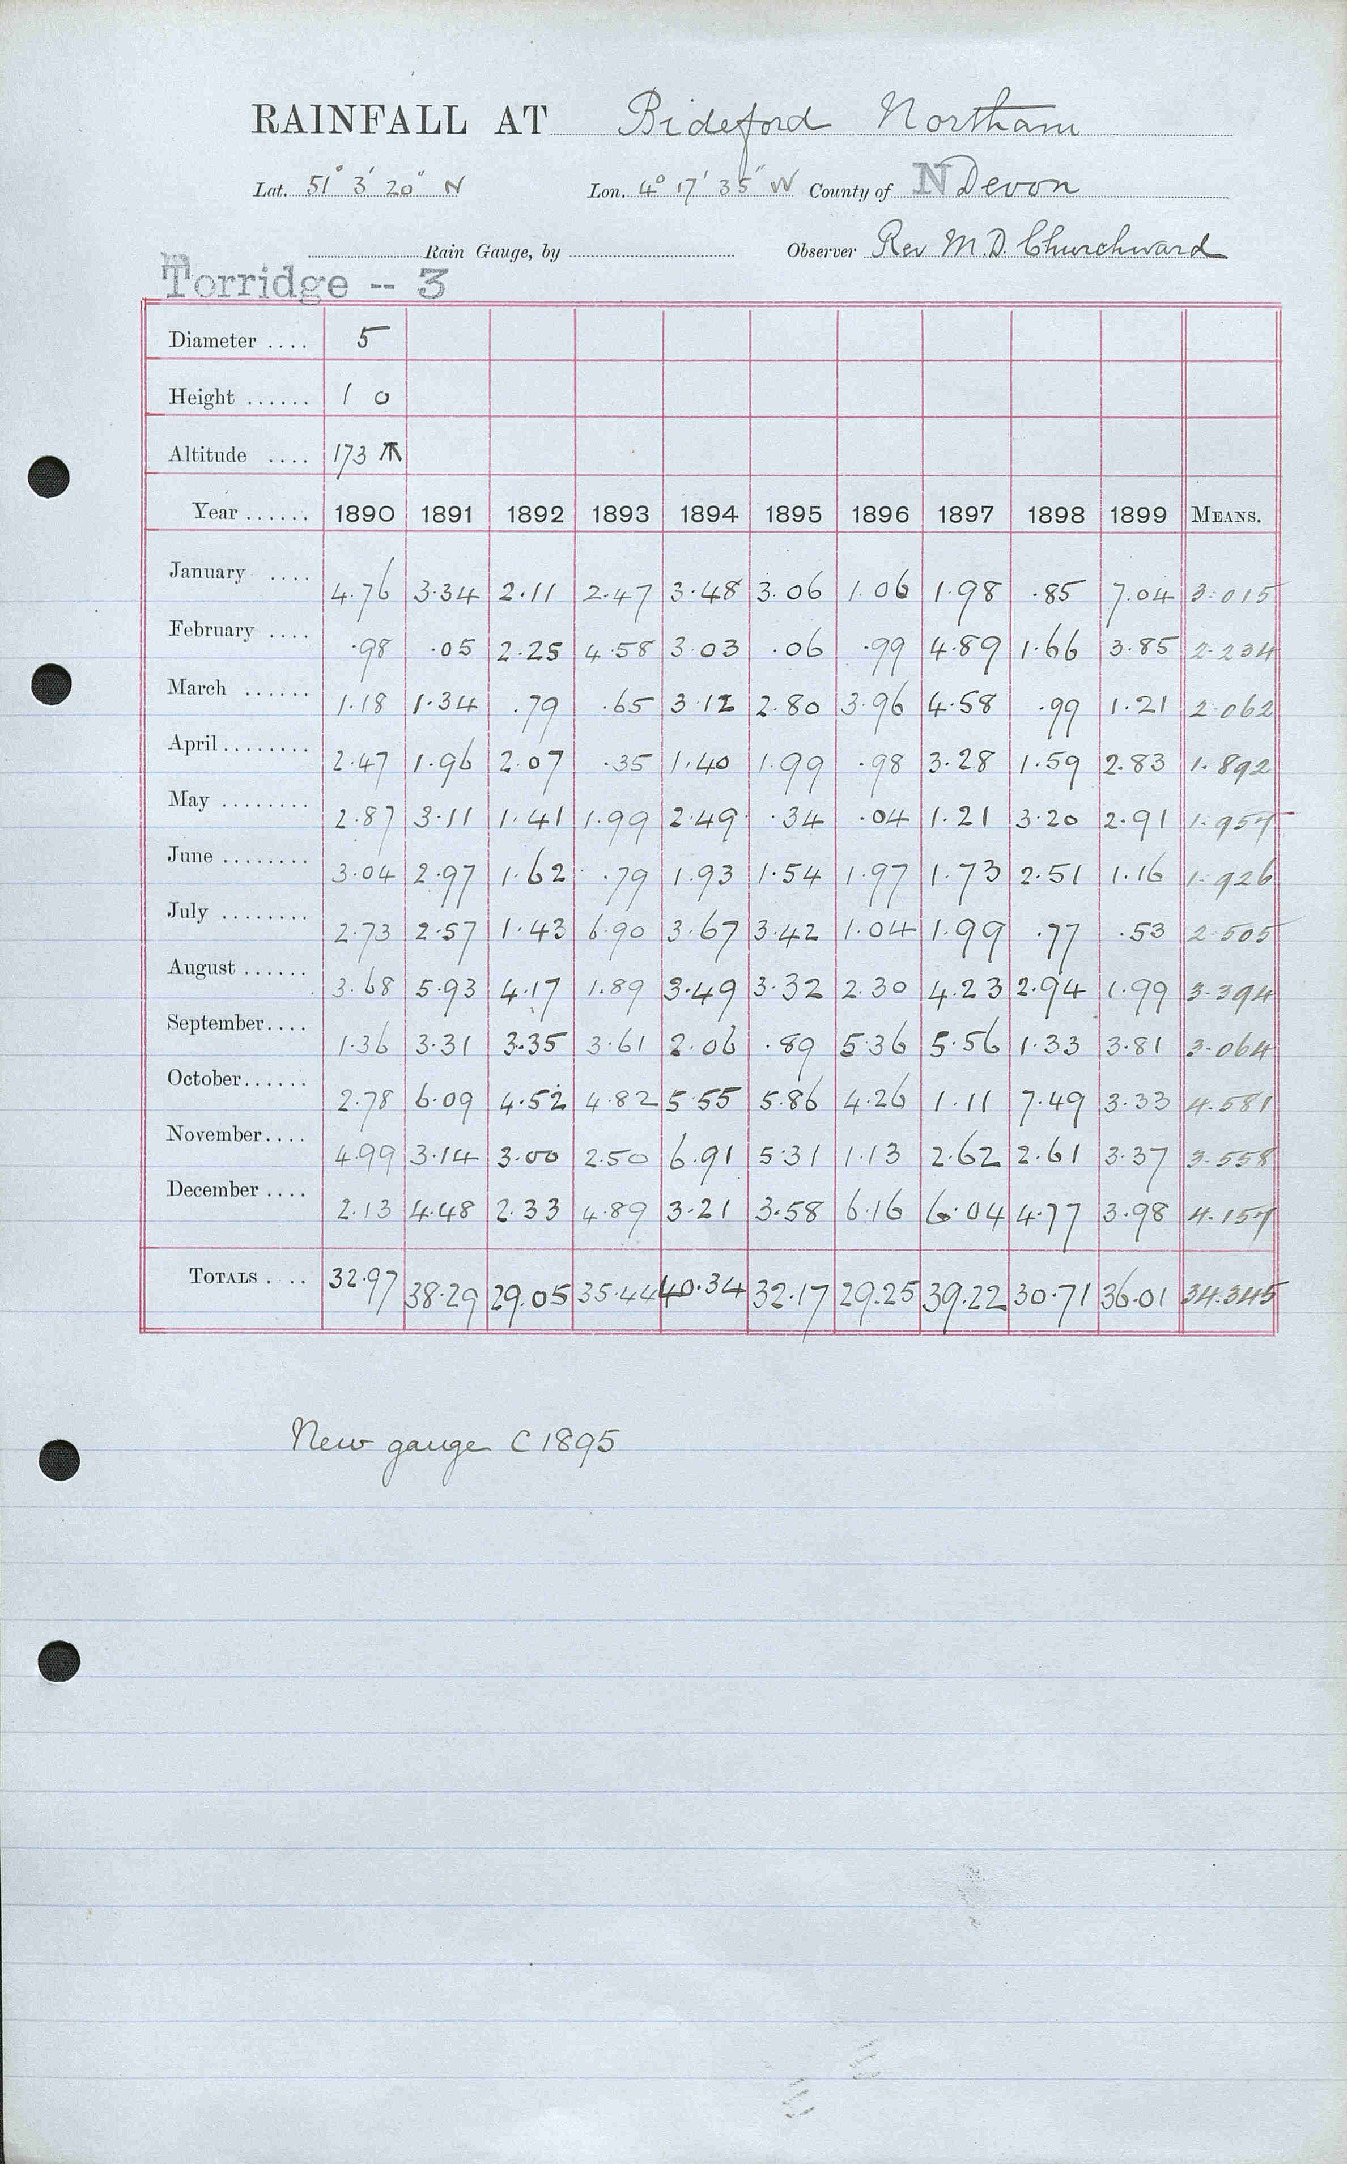 RAINFALL AT Bideford Northam
Lat. 51° 3' 20" N Lon. 4° 17' 35" W County of N Devon
Rain Gauge, by Observer Rev M. D. Churchward
Torridge -- 3
Diameter .... 5
Height ...... 1 0
Altitude .... 173
Year ...... 1890 1891 1892 1893 1894 1895 1896 1897 1898 1899 MEANS.
January .... 4.76 3.34 2.11 2.47 3.48 3.06 1.06 1.98 .85 7.04 3.015
February .... .98 .05 2.25 4.58 3.03 .06 .99 4.89 1.66 3.85 2.234
March ...... 1.18 1.34 .79 .65 3.12 2.80 3.96 4.58 .99 1.21 2.062
April ........ 2.47 1.96 2.07 .35 1.40 1.99 .98 3.28 1.59 2.83 1.892
May ........ 2.87 3.11 1.41 1.99 2.49 .34 .04 1.21 3.20 2.91 1.957
June ........ 3.04 2.97 1.62 .79 1.93 1.54 1.97 1.73 2.51 1.16 1.926
July ........ 2.73 2.57 1.43 6.90 3.67 3.42 1.04 1.99 .77 .53 2.505
August ...... 3.68 5.93 4.17 1.89 3.49 3.32 2.30 4.23 2.94 1.99 3.394
September.... 1.36 3.31 3.35 3.61 2.06 .89 5.36 5.56 1.33 3.81 3.064
October...... 2.78 6.09 4.52 4.82 5.55 5.86 4.26 1.11 7.49 3.33 4.581
November.... 4.99 3.14 3.00 2.50 6.91 5.31 1.13 2.62 2.61 3.37 3.558
December .... 2.13 4.48 2.33 4.89 3.21 3.58 6.16 6.04 4.77 3.98 4.157
TOTALS .... 32.97 38.29 29.05 35.44 40.34 32.17 29.25 39.22 30.71 36.01 34.345
New gauge C 1895